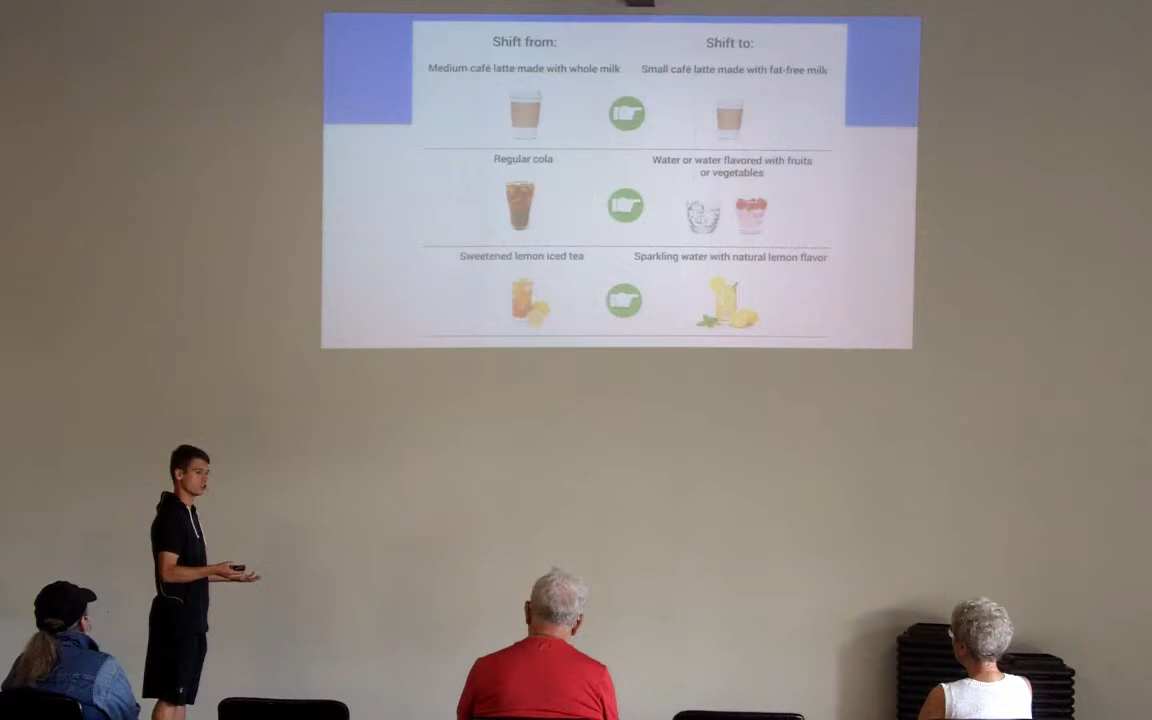 Shift from:
Shift to:
Medium café latte made with whole milk
Small café latte made with fat-free milk
Regular cola
Water or water flavored with fruits
or vegetables
Sweetened lemon iced tea
Sparkling water with natural lemon flavor